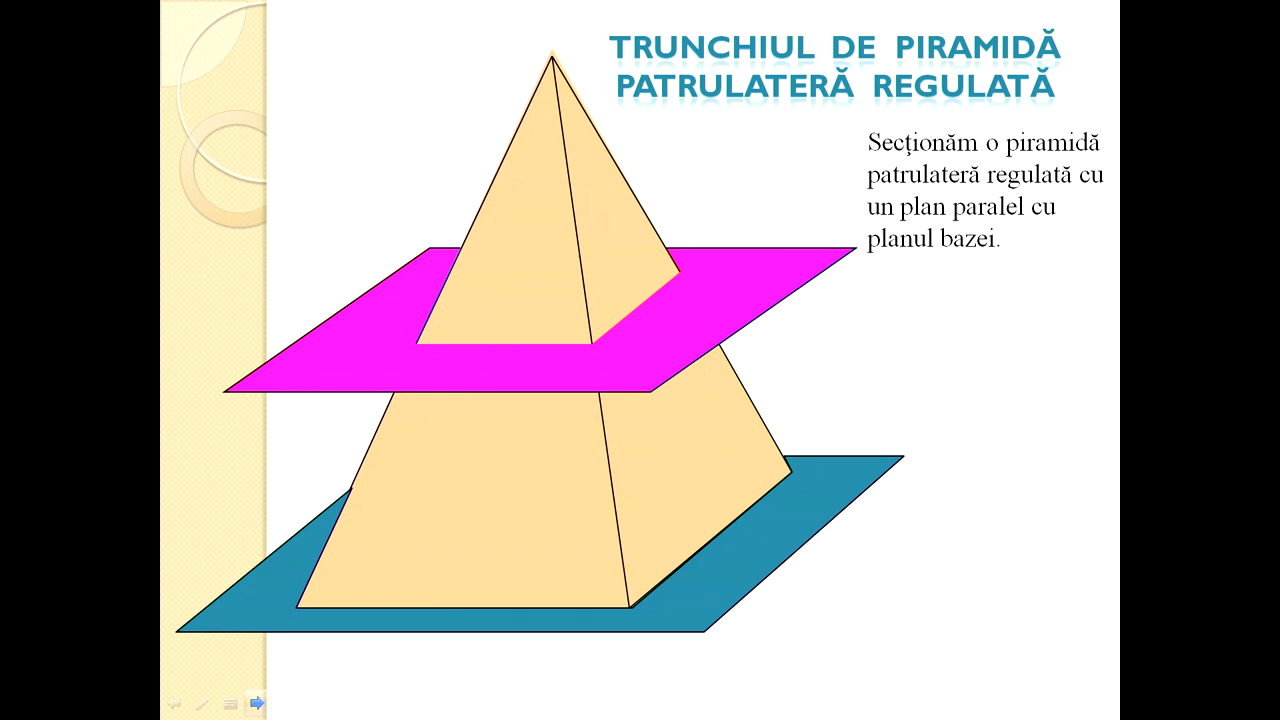 TRUNCHIUL DE PIRAMIDĂ
PATRULATERĂ REGULATĂ
Secţionăm o piramidă
patrulateră regulată cu
un plan paralel cu
planul bazei.